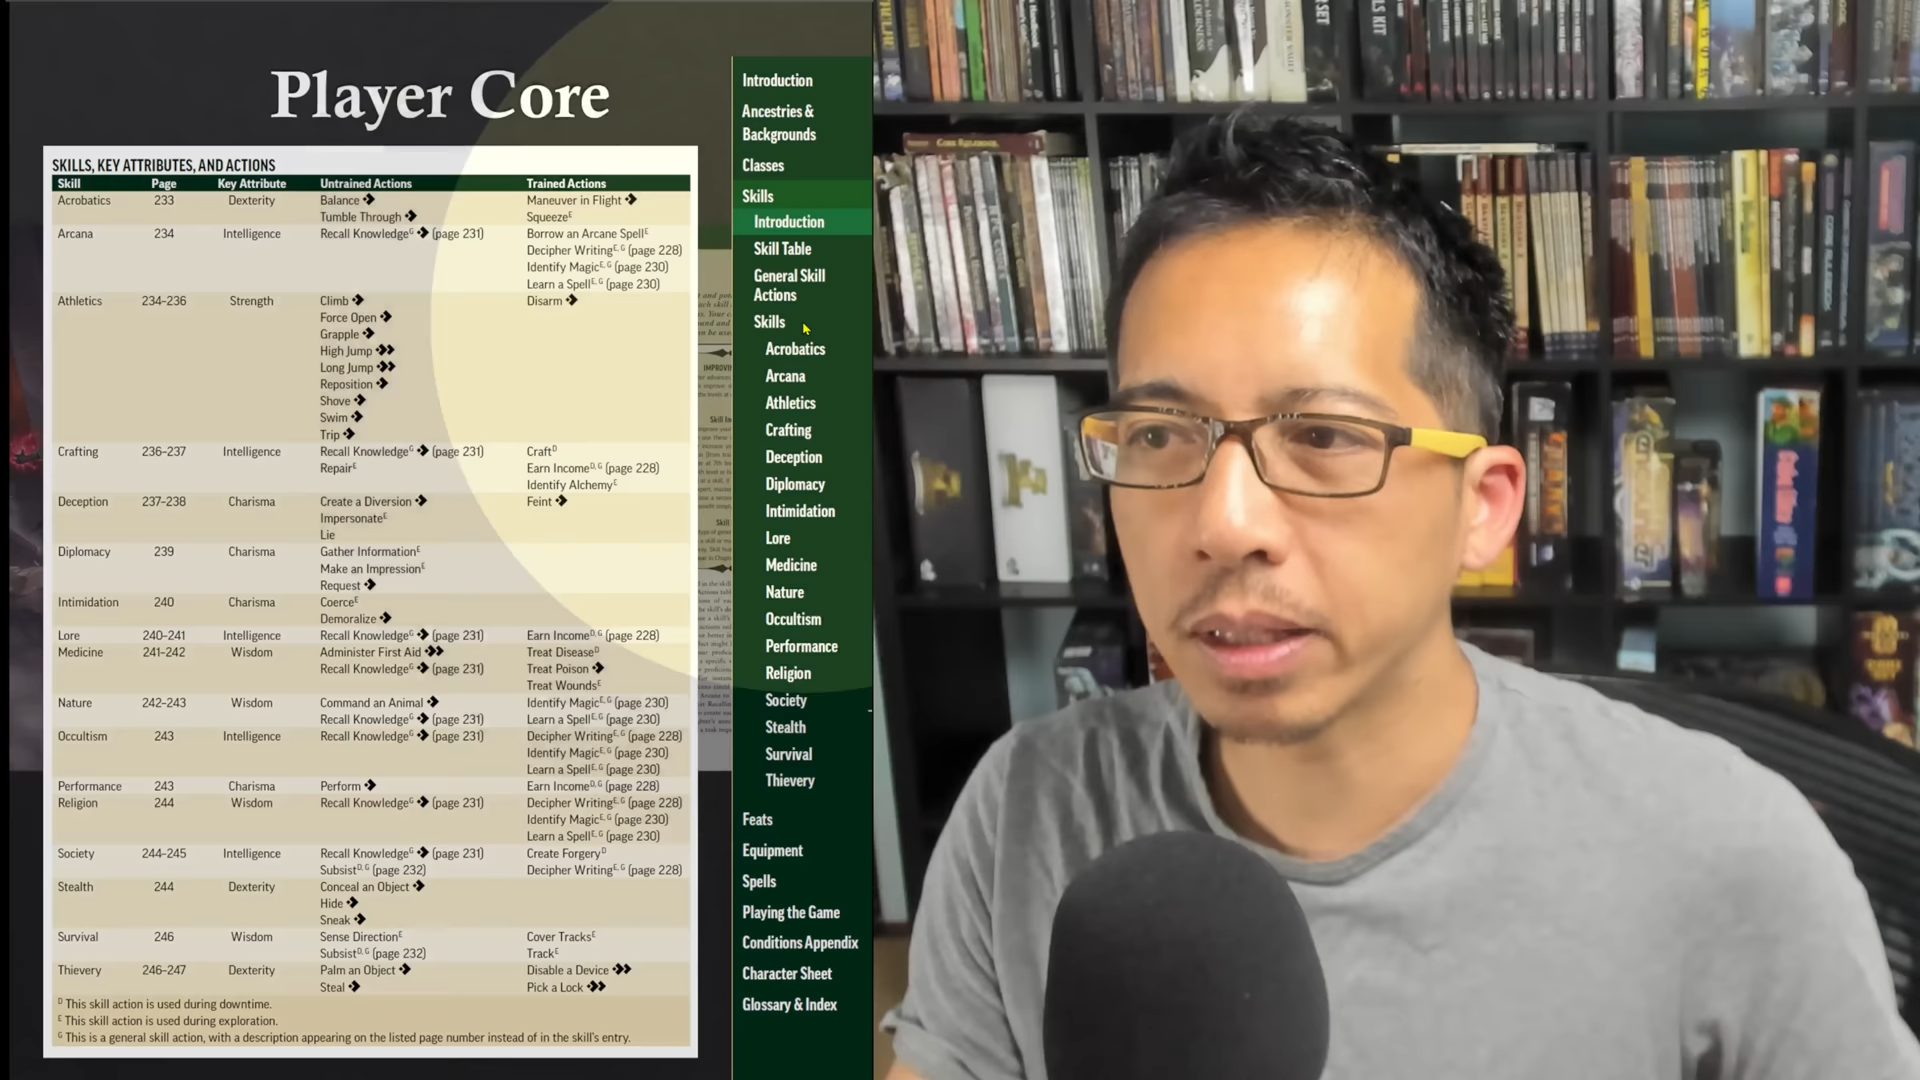 Player Core
SKILLS, KEY ATTRIBUTES, AND ACTIONS
Skill Page Key Attribute Untrained Actions Trained Actions
Acrobatics 233 Dexterity Balance Maneuver in Flight
Tumble Through Squeeze^E
Arcana 234 Intelligence Recall Knowledge^G (page 231) Borrow an Arcane Spell^E
Decipher Writing^E, G (page 228)
Identify Magic^E, G (page 230)
Learn a Spell^E, G (page 230)
Athletics 234–236 Strength Climb Disarm
Force Open
Grapple
High Jump
Long Jump
Reposition
Shove
Swim
Trip
Crafting 236–237 Intelligence Recall Knowledge^G (page 231) Craft^D
Repair^E Earn Income^D, G (page 228)
Identify Alchemy^E
Deception 237–238 Charisma Create a Diversion Feint
Impersonate^E
Lie
Diplomacy 239 Charisma Gather Information^E
Make an Impression^E
Request
Intimidation 240 Charisma Coerce^E
Demoralize
Lore 240–241 Intelligence Recall Knowledge^G (page 231) Earn Income^D, G (page 228)
Medicine 241–242 Wisdom Administer First Aid Treat Disease^D
Recall Knowledge^G (page 231) Treat Poison
Treat Wounds^E
Nature 242–243 Wisdom Command an Animal Identify Magic^E, G (page 230)
Recall Knowledge^G (page 231) Learn a Spell^E, G (page 230)
Occultism 243 Intelligence Recall Knowledge^G (page 231) Decipher Writing^E, G (page 228)
Identify Magic^E, G (page 230)
Learn a Spell^E, G (page 230)
Performance 243 Charisma Perform Earn Income^D, G (page 228)
Religion 244 Wisdom Recall Knowledge^G (page 231) Decipher Writing^E, G (page 228)
Identify Magic^E, G (page 230)
Learn a Spell^E, G (page 230)
Society 244–245 Intelligence Recall Knowledge^G (page 231) Create Forgery^D
Subsist^D, G (page 232) Decipher Writing^E, G (page 228)
Stealth 244 Dexterity Conceal an Object
Hide
Sneak
Survival 246 Wisdom Sense Direction^E Cover Tracks^E
Subsist^D, G (page 232) Track^E
Thievery 246–247 Dexterity Palm an Object Disable a Device
Steal Pick a Lock
^D This skill action is used during downtime.
^E This skill action is used during exploration.
^G This is a general skill action, with a description appearing on the listed page number instead of in the skill's entry.
Introduction
Ancestries &
Backgrounds
Classes
Skills
Introduction
Skill Table
General Skill
Actions
Skills
Acrobatics
Arcana
Athletics
Crafting
Deception
Diplomacy
Intimidation
Lore
Medicine
Nature
Occultism
Performance
Religion
Society
Stealth
Survival
Thievery
Feats
Equipment
Spells
Playing the Game
Conditions Appendix
Character Sheet
Glossary & Index